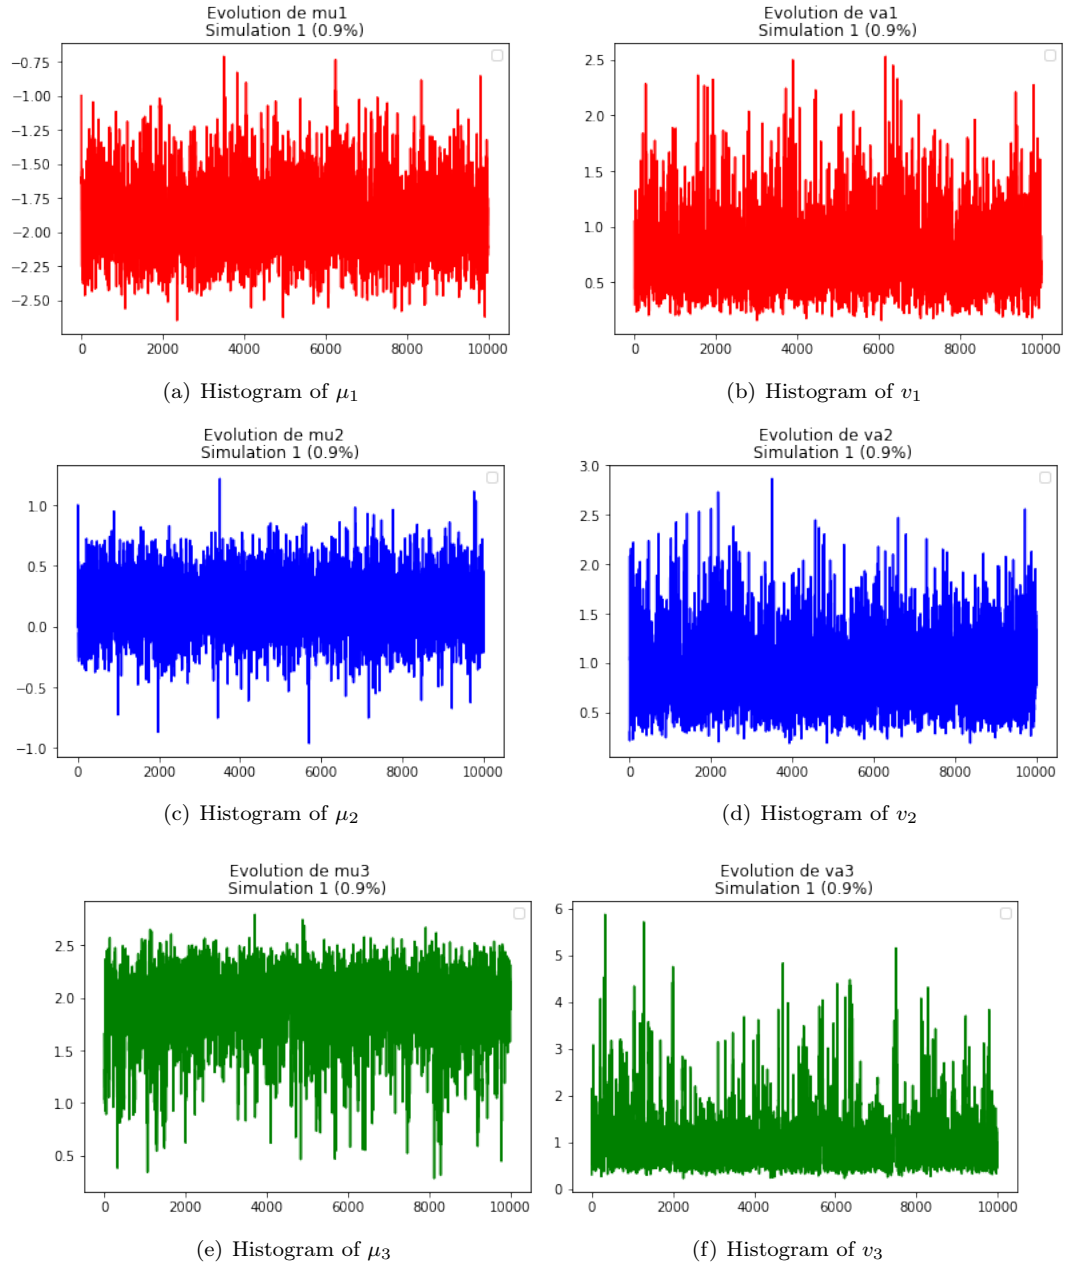 Evolution de mu1
Simulation 1 (0.9%)
−0.75
−1.00
−1.25
−1.50
−1.75
−2.00
−2.25
−2.50
0 2000 4000 6000 8000 10000
(a) Histogram of μ1
Evolution de va1
Simulation 1 (0.9%)
2.5
2.0
1.5
1.0
0.5
0 2000 4000 6000 8000 10000
(b) Histogram of v1
Evolution de mu2
Simulation 1 (0.9%)
1.0
0.5
0.0
−0.5
−1.0
0 2000 4000 6000 8000 10000
(c) Histogram of μ2
Evolution de va2
Simulation 1 (0.9%)
3.0
2.5
2.0
1.5
1.0
0.5
0 2000 4000 6000 8000 10000
(d) Histogram of v2
Evolution de mu3
Simulation 1 (0.9%)
2.5
2.0
1.5
1.0
0.5
0 2000 4000 6000 8000 10000
(e) Histogram of μ3
Evolution de va3
Simulation 1 (0.9%)
6
5
4
3
2
1
0
0 2000 4000 6000 8000 10000
(f) Histogram of v3